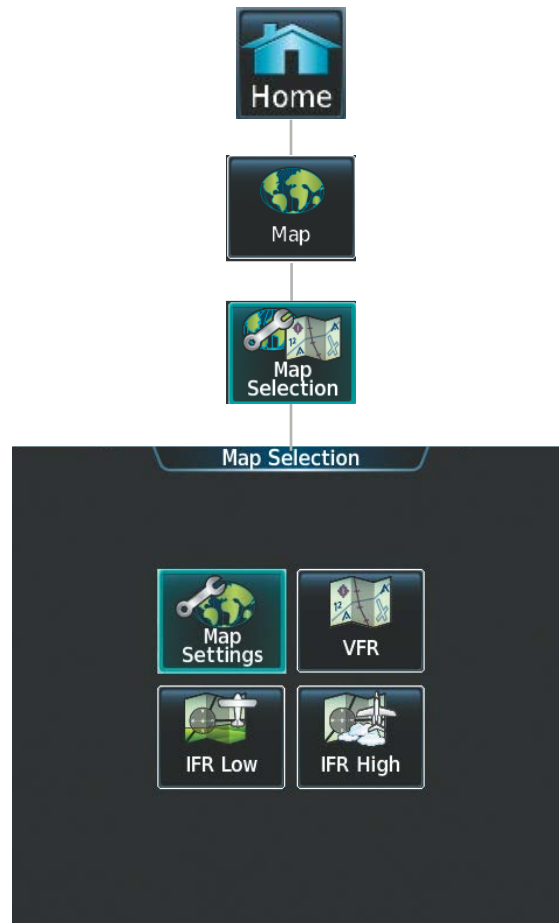 Home
Map
Map
Selection
Map Selection
Map
Settings
VFR
IFR Low
IFR High